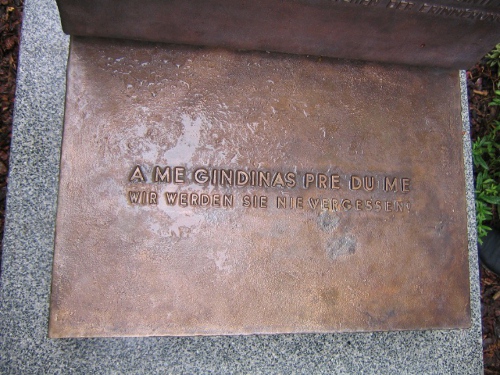 A ME GINDINAS PRE DU ME
WIR WERDEN SIE NIE VERGESSEN!